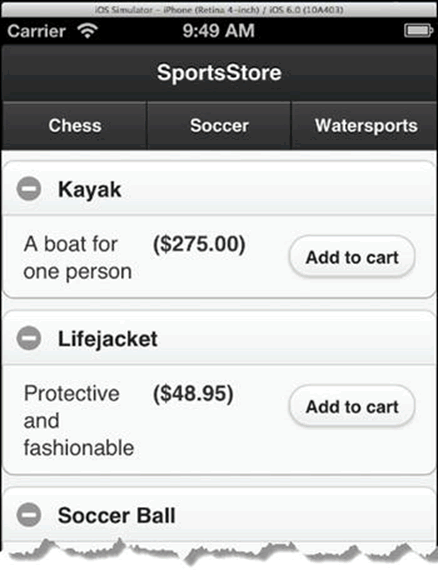 iOS Simulator – iPhone (Retina 4-inch) / iOS 6.0 (10A403)
Carrier 9:49 AM
SportsStore
Chess Soccer Watersports
Kayak
A boat for ($275.00) Add to cart
one person
Lifejacket
Protective ($48.95) Add to cart
and
fashionable
Soccer Ball